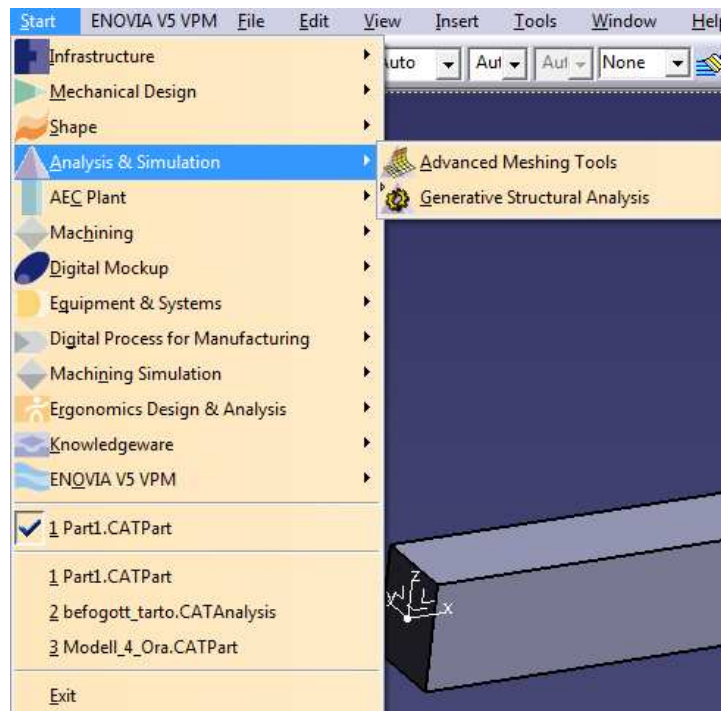 Start ENOVIA V5 VPM File Edit View Insert Tools Window Help
Auto Aut Aut None
Infrastructure
Mechanical Design
Shape
Analysis & Simulation
Advanced Meshing Tools
Generative Structural Analysis
AEC Plant
Machining
Digital Mockup
Equipment & Systems
Digital Process for Manufacturing
Machining Simulation
Ergonomics Design & Analysis
Knowledgeware
ENOVIA V5 VPM
1 Part1.CATPart
1 Part1.CATPart
2 befogott_tarto.CATAnalysis
3 Modell_4_Ora.CATPart
Exit
z
y
x